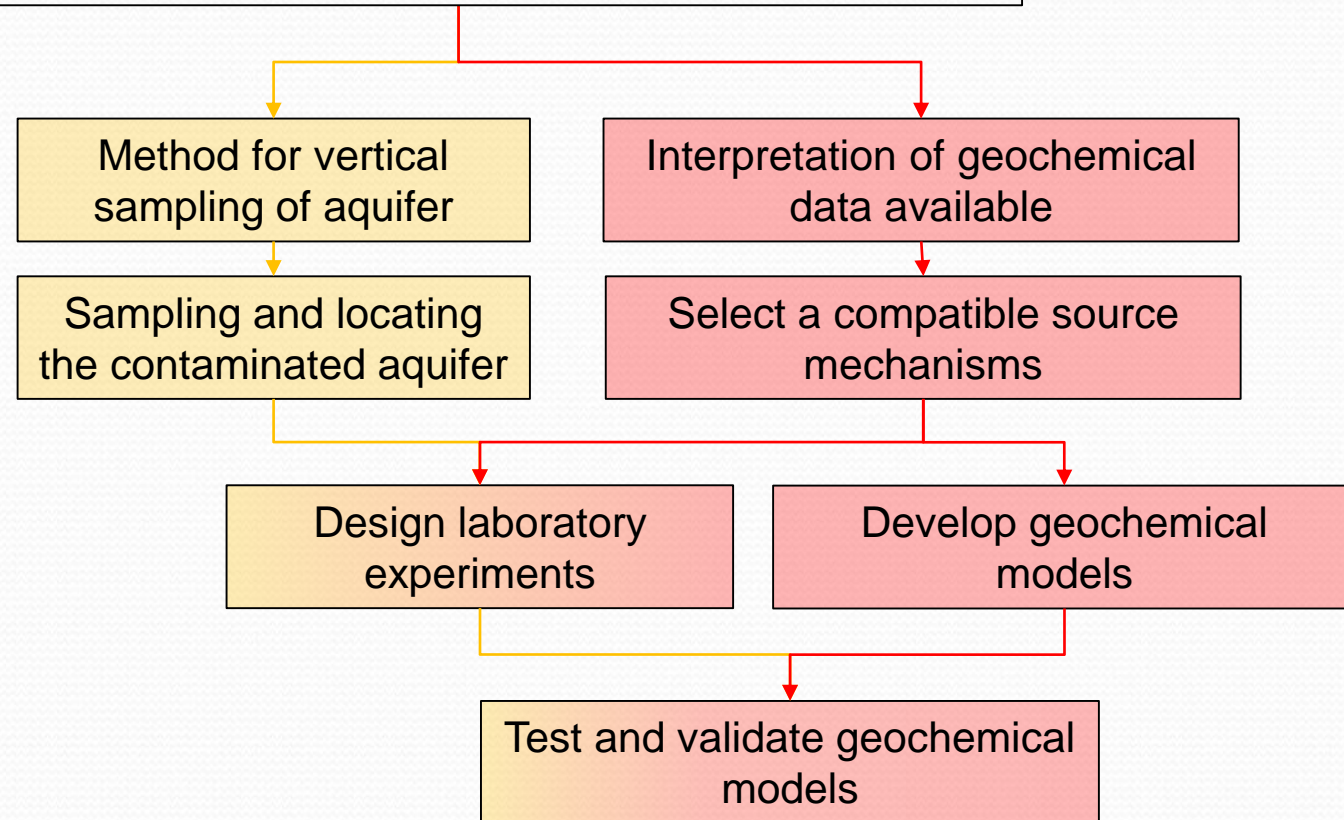 Method for vertical
sampling of aquifer
Interpretation of geochemical
data available
Sampling and locating
the contaminated aquifer
Select a compatible source
mechanisms
Design laboratory
experiments
Develop geochemical
models
Test and validate geochemical
models